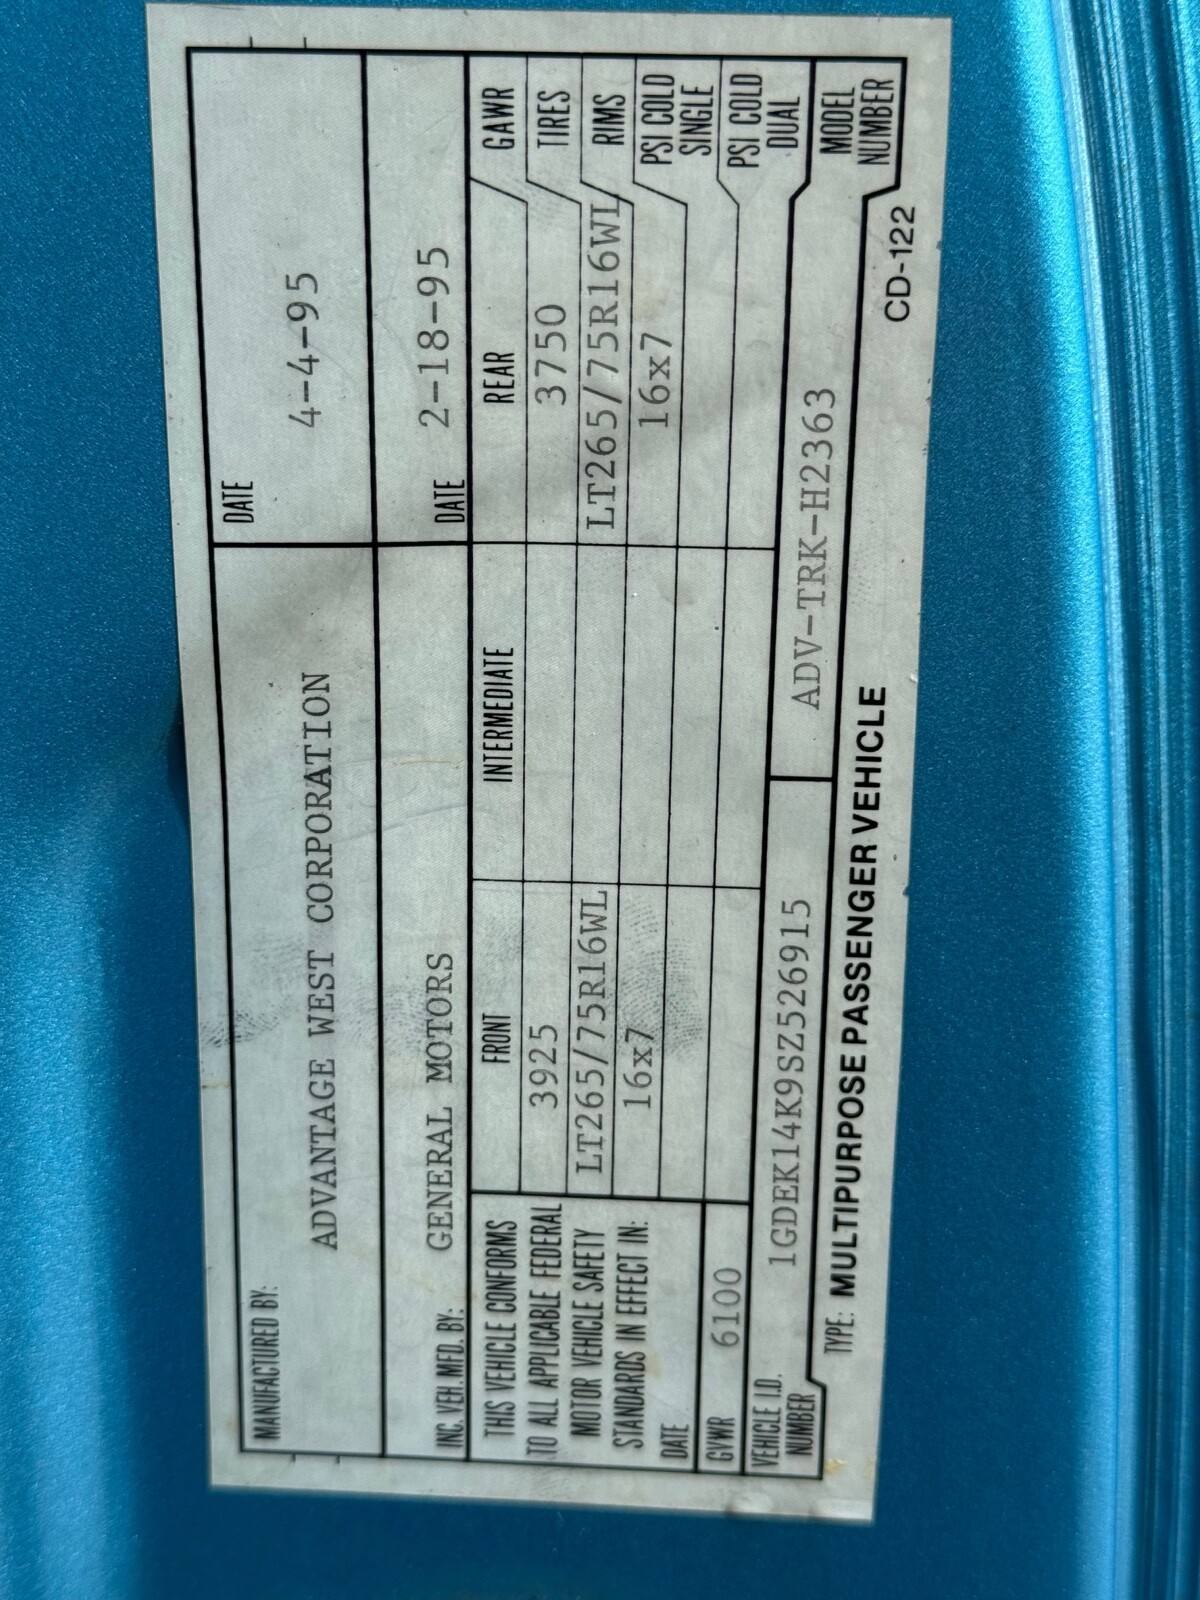 MANUFACTURED BY:
ADVANTAGE WEST CORPORATION
DATE
4-4-95
INC. VEH. MFD. BY:
GENERAL MOTORS
DATE
2-18-95
THIS VEHICLE CONFORMS
TO ALL APPLICABLE FEDERAL
MOTOR VEHICLE SAFETY
STANDARDS IN EFFECT IN:
DATE
FRONT INTERMEDIATE REAR GAWR
3925 3750 TIRES
LT265/75R16WL LT265/75R16WL RIMS
16x7 16x7 PSI COLD
SINGLE
PSI COLD
DUAL
GVWR 6100
VEHICLE I.D.
NUMBER
1GDEK14K9SZ526915
ADV-TRK-H2363
MODEL
NUMBER
TYPE: MULTIPURPOSE PASSENGER VEHICLE
CD-122